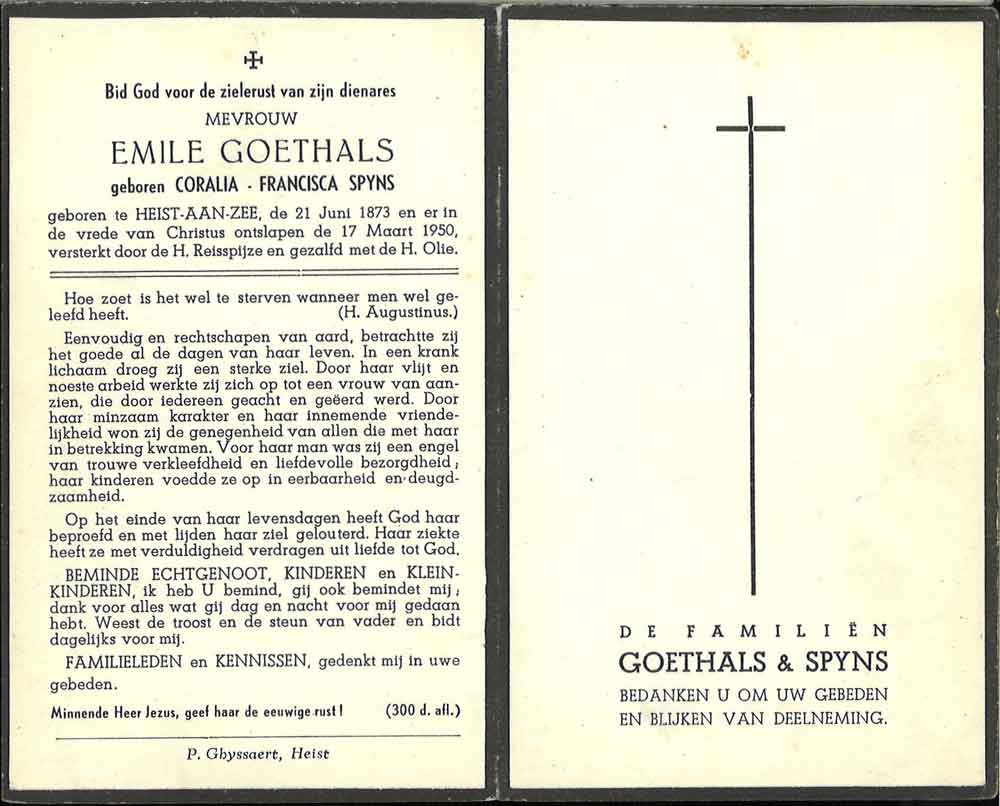 Bid God voor de zielerust van zijn dienares
MEVROUW
EMILE GOETHALS
geboren CORALIA - FRANCISCA SPYNS
geboren te HEIST-AAN-ZEE, de 21 Juni 1873 en er in
de vrede van Christus ontslapen de 17 Maart 1950,
versterkt door de H. Reisspijze en gezalfd met de H. Olie.
Hoe zoet is het wel te sterven wanneer men wel ge-
leefd heeft. (H. Augustinus.)
Eenvoudig en rechtschapen van aard, betrachtte zij
het goede al de dagen van haar leven. In een krank
lichaam droeg zij een sterke ziel. Door haar vlijt en
noeste arbeid werkte zij zich op tot een vrouw van aan-
zien, die door iedereen geacht en geëerd werd. Door
haar minzaam karakter en haar innemende vriende-
lijkheid won zij de genegenheid van allen die met haar
in betrekking kwamen. Voor haar man was zij een engel
van trouwe verkleefdheid en liefdevolle bezorgdheid;
haar kinderen voedde ze op in eerbaarheid en deugd-
zaamheid.
Op het einde van haar levensdagen heeft God haar
beproefd en met lijden haar ziel gelouterd. Haar ziekte
heeft ze met verduldigheid verdragen uit liefde tot God.
BEMINDE ECHTGENOOT, KINDEREN en KLEIN-
KINDEREN, ik heb U bemind, gij ook bemindet mij;
dank voor alles wat gij dag en nacht voor mij gedaan
hebt. Weest de troost en de steun van vader en bidt
dagelijks voor mij.
FAMILIELEDEN en KENNISSEN, gedenkt mij in uwe
gebeden.
Minnende Heer Jezus, geef haar de eeuwige rust! (300 d. afl.)
P. Ghyssaert, Heist
DE FAMILIËN
GOETHALS & SPYNS
BEDANKEN U OM UW GEBEDEN
EN BLIJKEN VAN DEELNEMING.